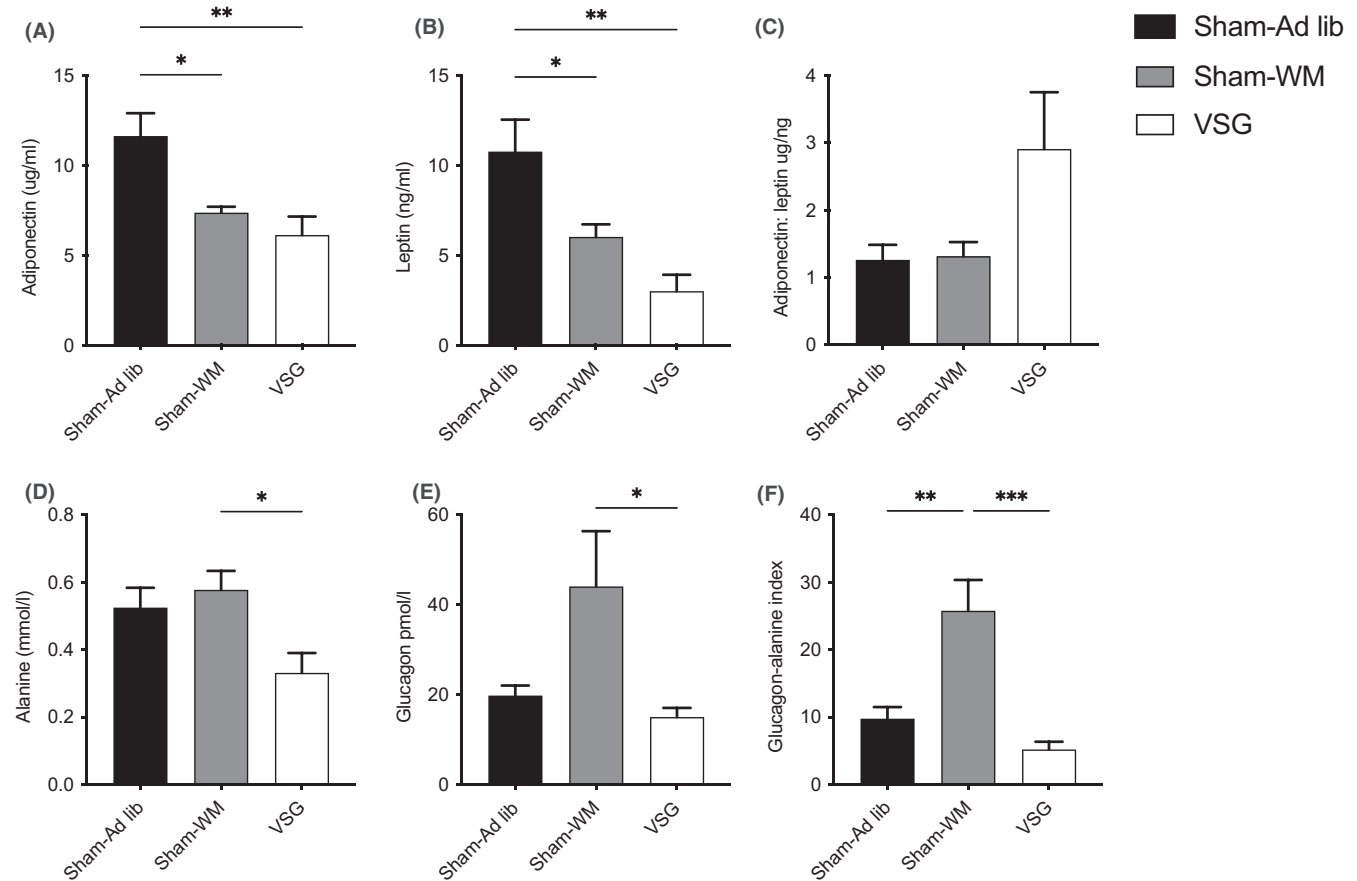 (A)
**
*
Adiponectin (ug/ml)
15
10
5
0
Sham-Ad lib
Sham-WM
VSG
(B)
**
*
Leptin (ng/ml)
15
10
5
0
Sham-Ad lib
Sham-WM
VSG
(C)
Adiponectin: leptin ug/ng
4
3
2
1
0
Sham-Ad lib
Sham-WM
VSG
Sham-Ad lib
Sham-WM
VSG
(D)
*
Alanine (mmol/l)
0.8
0.6
0.4
0.2
0.0
Sham-Ad lib
Sham-WM
VSG
(E)
*
Glucagon pmol/l
60
40
20
0
Sham-Ad lib
Sham-WM
VSG
(F)
**
***
Glucagon-alanine index
40
30
20
10
0
Sham-Ad lib
Sham-WM
VSG